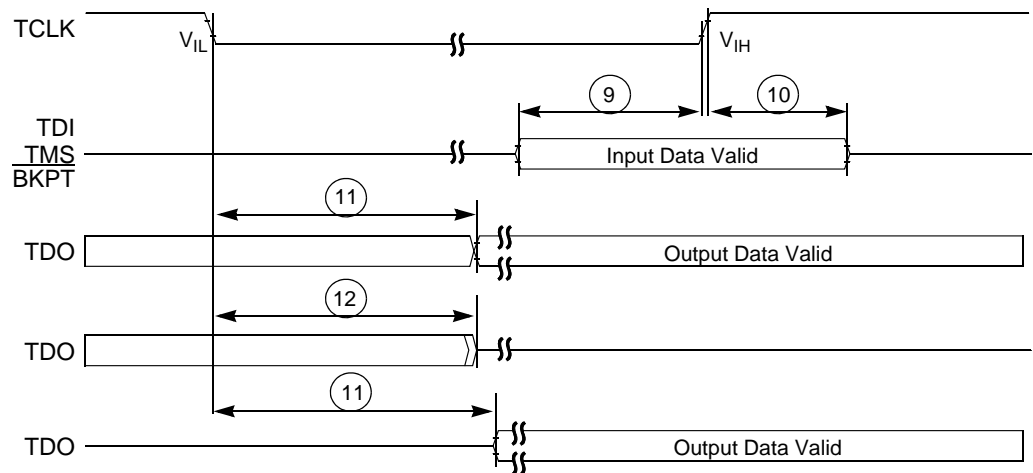 TCLK
VIL
VIH
9
10
TDI
TMS
BKPT
Input Data Valid
11
TDO
Output Data Valid
12
TDO
11
TDO
Output Data Valid